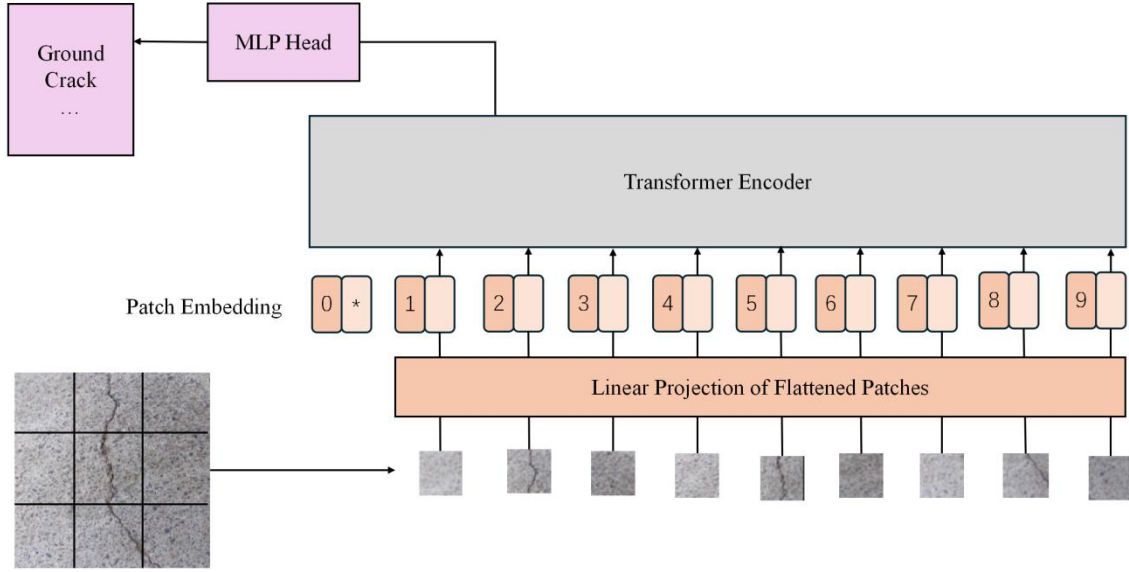 Ground
Crack
...
MLP Head
Transformer Encoder
Patch Embedding
0 * 1 2 3 4 5 6 7 8 9
Linear Projection of Flattened Patches